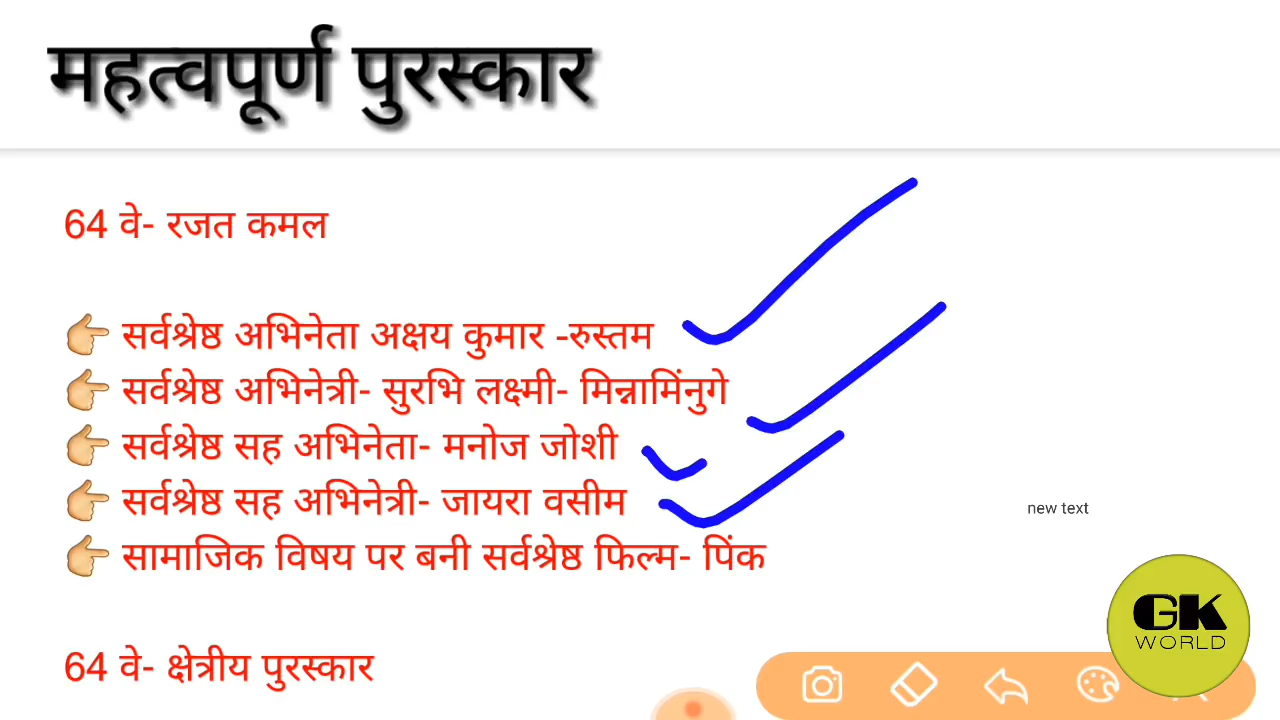 महत्वपूर्ण पुरस्कार
64 वे- रजत कमल
👉 सर्वश्रेष्ठ अभिनेता अक्षय कुमार -रुस्तम
👉 सर्वश्रेष्ठ अभिनेत्री- सुरभि लक्ष्मी- मिन्नामिंनुगे
👉 सर्वश्रेष्ठ सह अभिनेता- मनोज जोशी
👉 सर्वश्रेष्ठ सह अभिनेत्री- जायरा वसीम
👉 सामाजिक विषय पर बनी सर्वश्रेष्ठ फिल्म- पिंक
64 वे- क्षेत्रीय पुरस्कार
new text
GK
WORLD